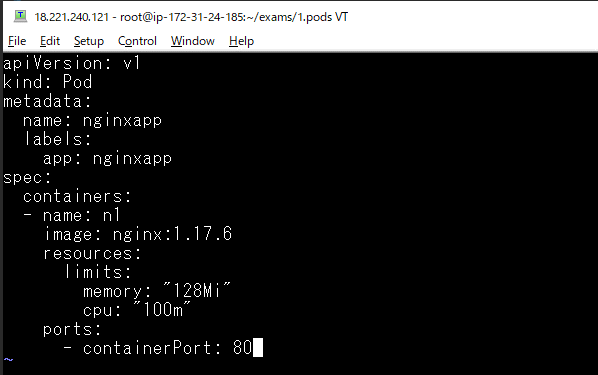 18.221.240.121 - root@ip-172-31-24-185:~/exams/1.pods VT
File Edit Setup Control Window Help
apiVersion: v1
kind: Pod
metadata:
  name: nginxapp
  labels:
    app: nginxapp
spec:
  containers:
  - name: n1
    image: nginx:1.17.6
    resources:
      limits:
        memory: "128Mi"
        cpu: "100m"
    ports:
      - containerPort: 80
~